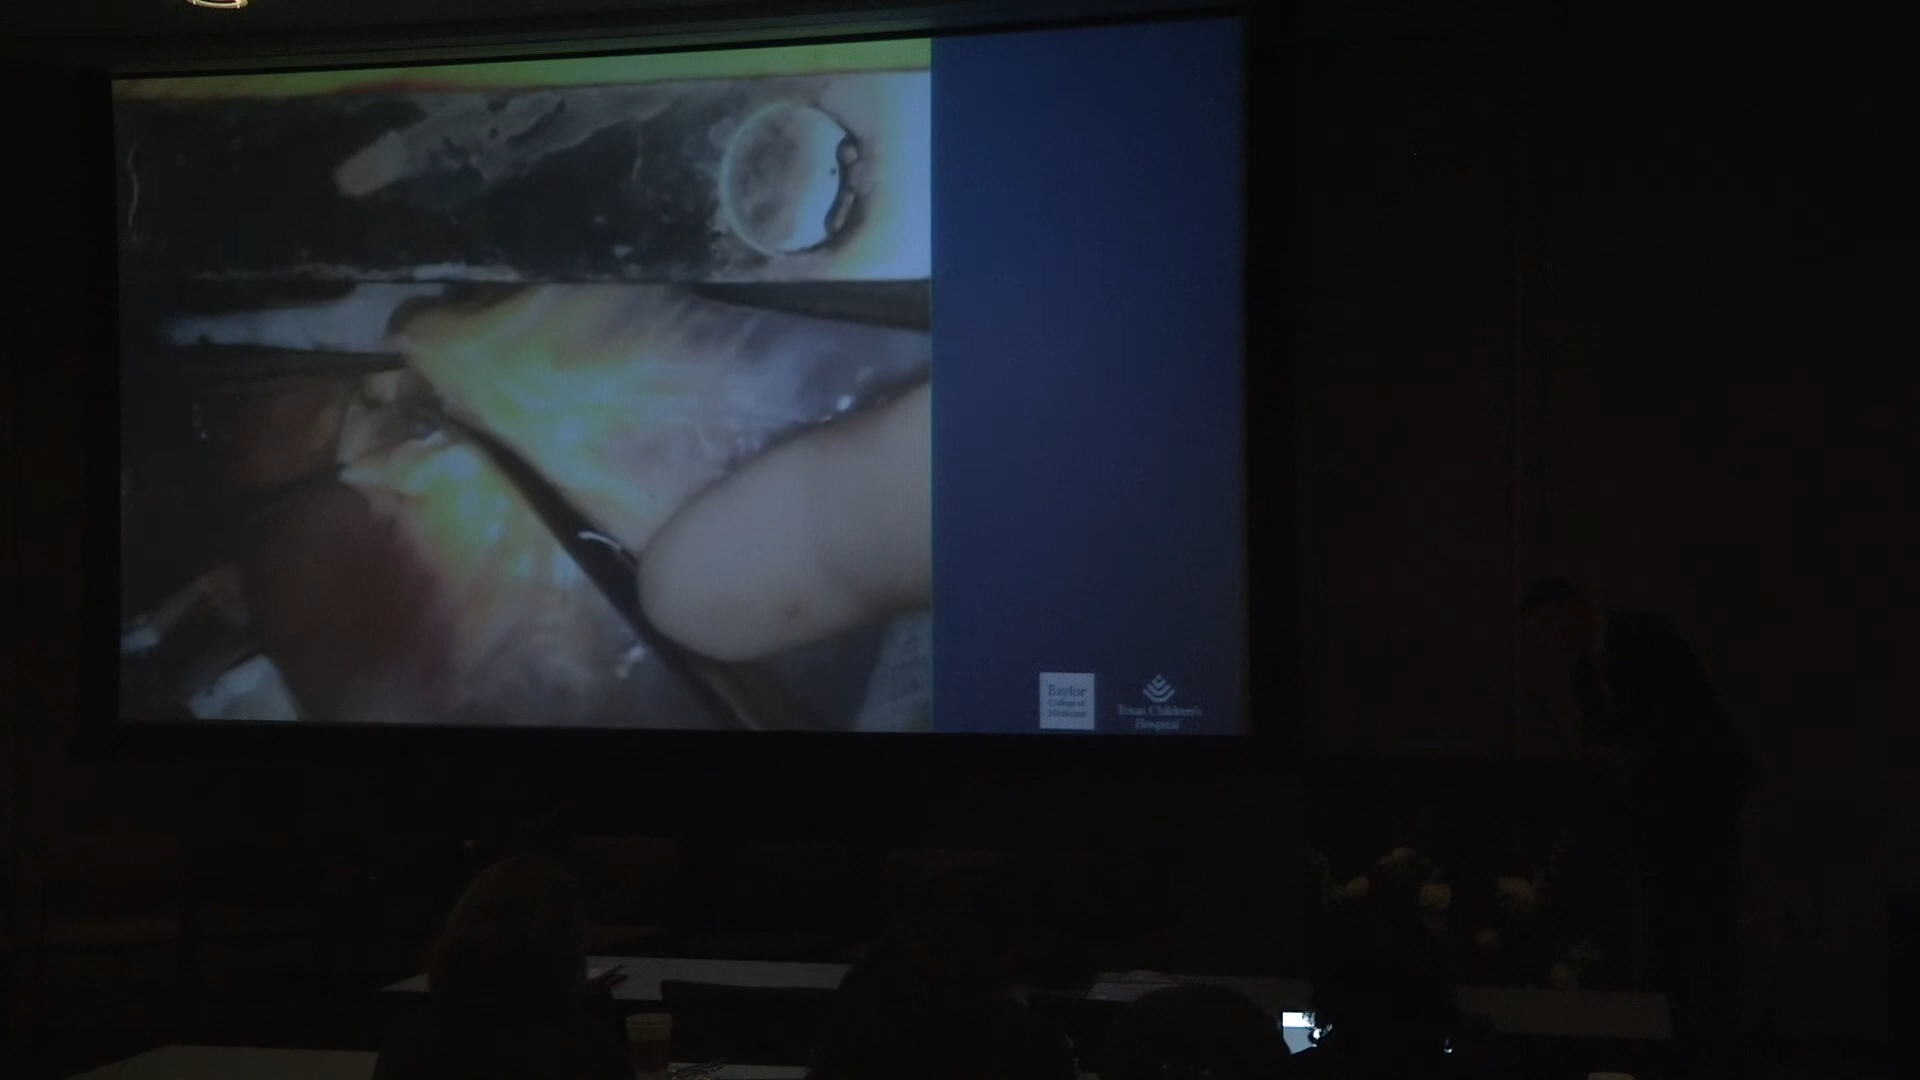 Baylor
College of
Medicine
Texas Children's
Hospital